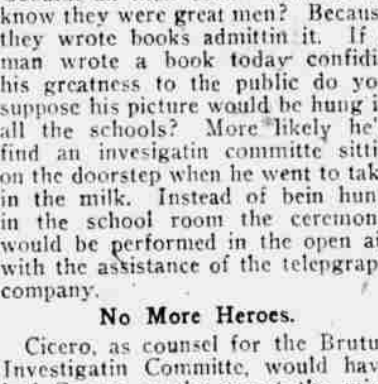 know they were great men? Becaus
they wrote books admittin it. If
man wrote a book today confidi
his greatness to the public do yo
suppose his picture would be hung i
all the schools? More likely he'
find an invesigatin committe sitti
on the doorstep when he went to tak
in the milk. Instead of bein hun
in the school room the ceremon
would be performed in the open ai
with the assistance of the telepgrap
company.
No More Heroes.
Cicero, as counsel for the Brutu
Investigatin Committe, would hav